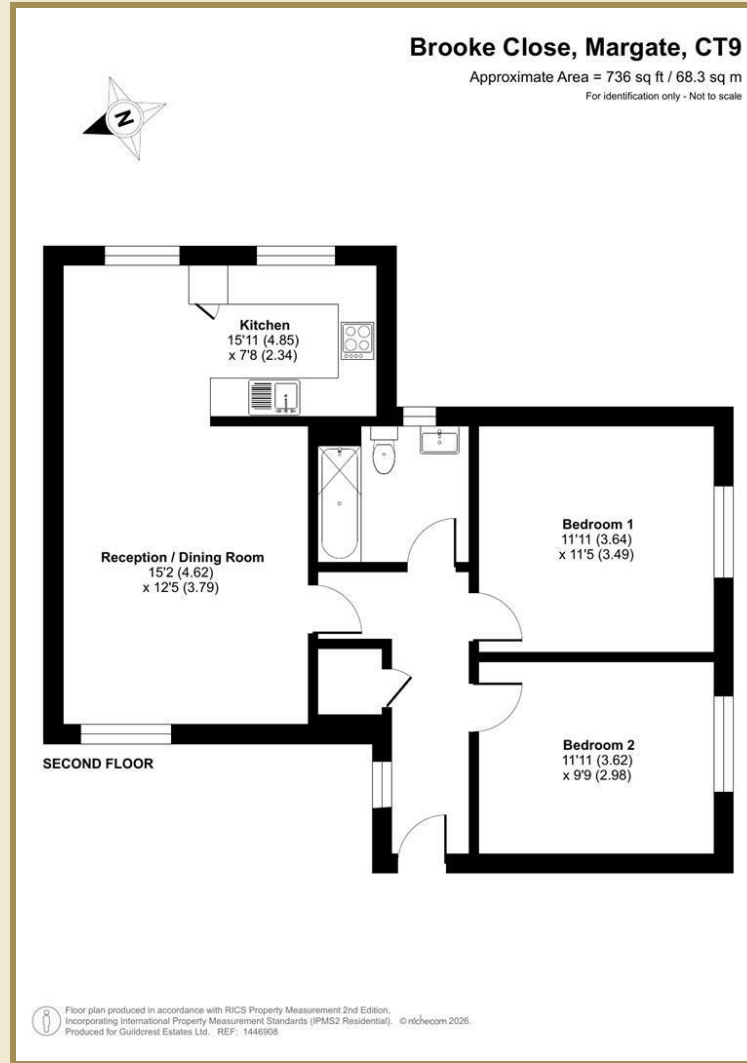 Brooke Close, Margate, CT9
Approximate Area = 736 sq ft / 68.3 sq m
For identification only - Not to scale
N
Kitchen
15'11 (4.85)
x 7'8 (2.34)
Bedroom 1
11'11 (3.64)
x 11'5 (3.49)
Reception / Dining Room
15'2 (4.62)
x 12'5 (3.79)
Bedroom 2
11'11 (3.62)
x 9'9 (2.98)
SECOND FLOOR
Floor plan produced in accordance with RICS Property Measurement 2nd Edition,
Incorporating International Property Measurement Standards (IPMS2 Residential). © nichecom 2026.
Produced for Guildcrest Estates Ltd. REF: 1446908